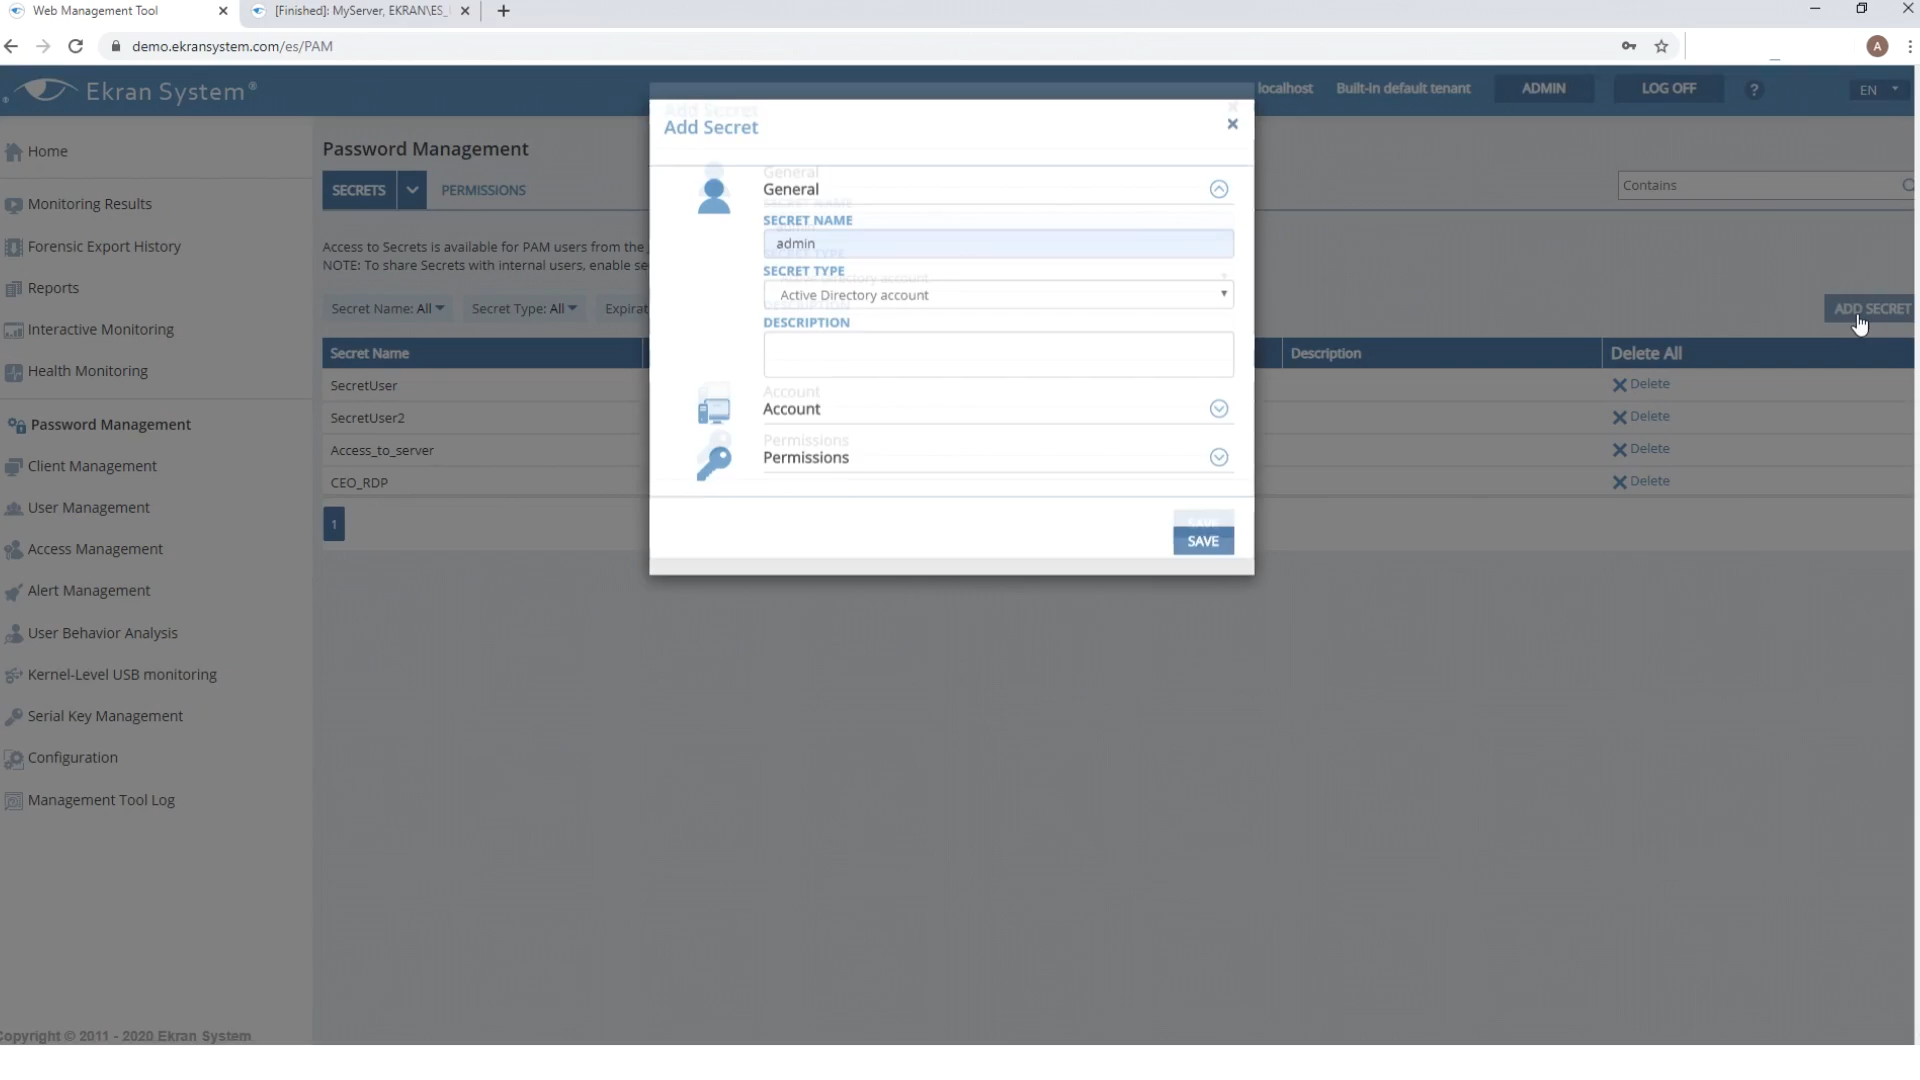 Web Management Tool
[Finished]: MyServer, EKRAN\ES_
demo.ekransystem.com/es/PAM
A
Ekran System®
localhost
Built-in default tenant
ADMIN
LOG OFF
?
EN
Home
Monitoring Results
Forensic Export History
Reports
Interactive Monitoring
Health Monitoring
Password Management
Client Management
User Management
Access Management
Alert Management
User Behavior Analysis
Kernel-Level USB monitoring
Serial Key Management
Configuration
Management Tool Log
Copyright © 2011 - 2020 Ekran System
Password Management
SECRETS
PERMISSIONS
Contains
Access to Secrets is available for PAM users from the
NOTE: To share Secrets with internal users, enable se
Secret Name: All
Secret Type: All
Expirat
ADD SECRET
Secret Name
Description
Delete All
SecretUser
Delete
SecretUser2
Delete
Access_to_server
Delete
CEO_RDP
Delete
1
Add Secret
Add Secret
General
General
SECRET NAME
SECRET NAME
admin
SECRET TYPE
SECRET TYPE
Active Directory account
DESCRIPTION
DESCRIPTION
Account
Account
Permissions
Permissions
SAVE
SAVE